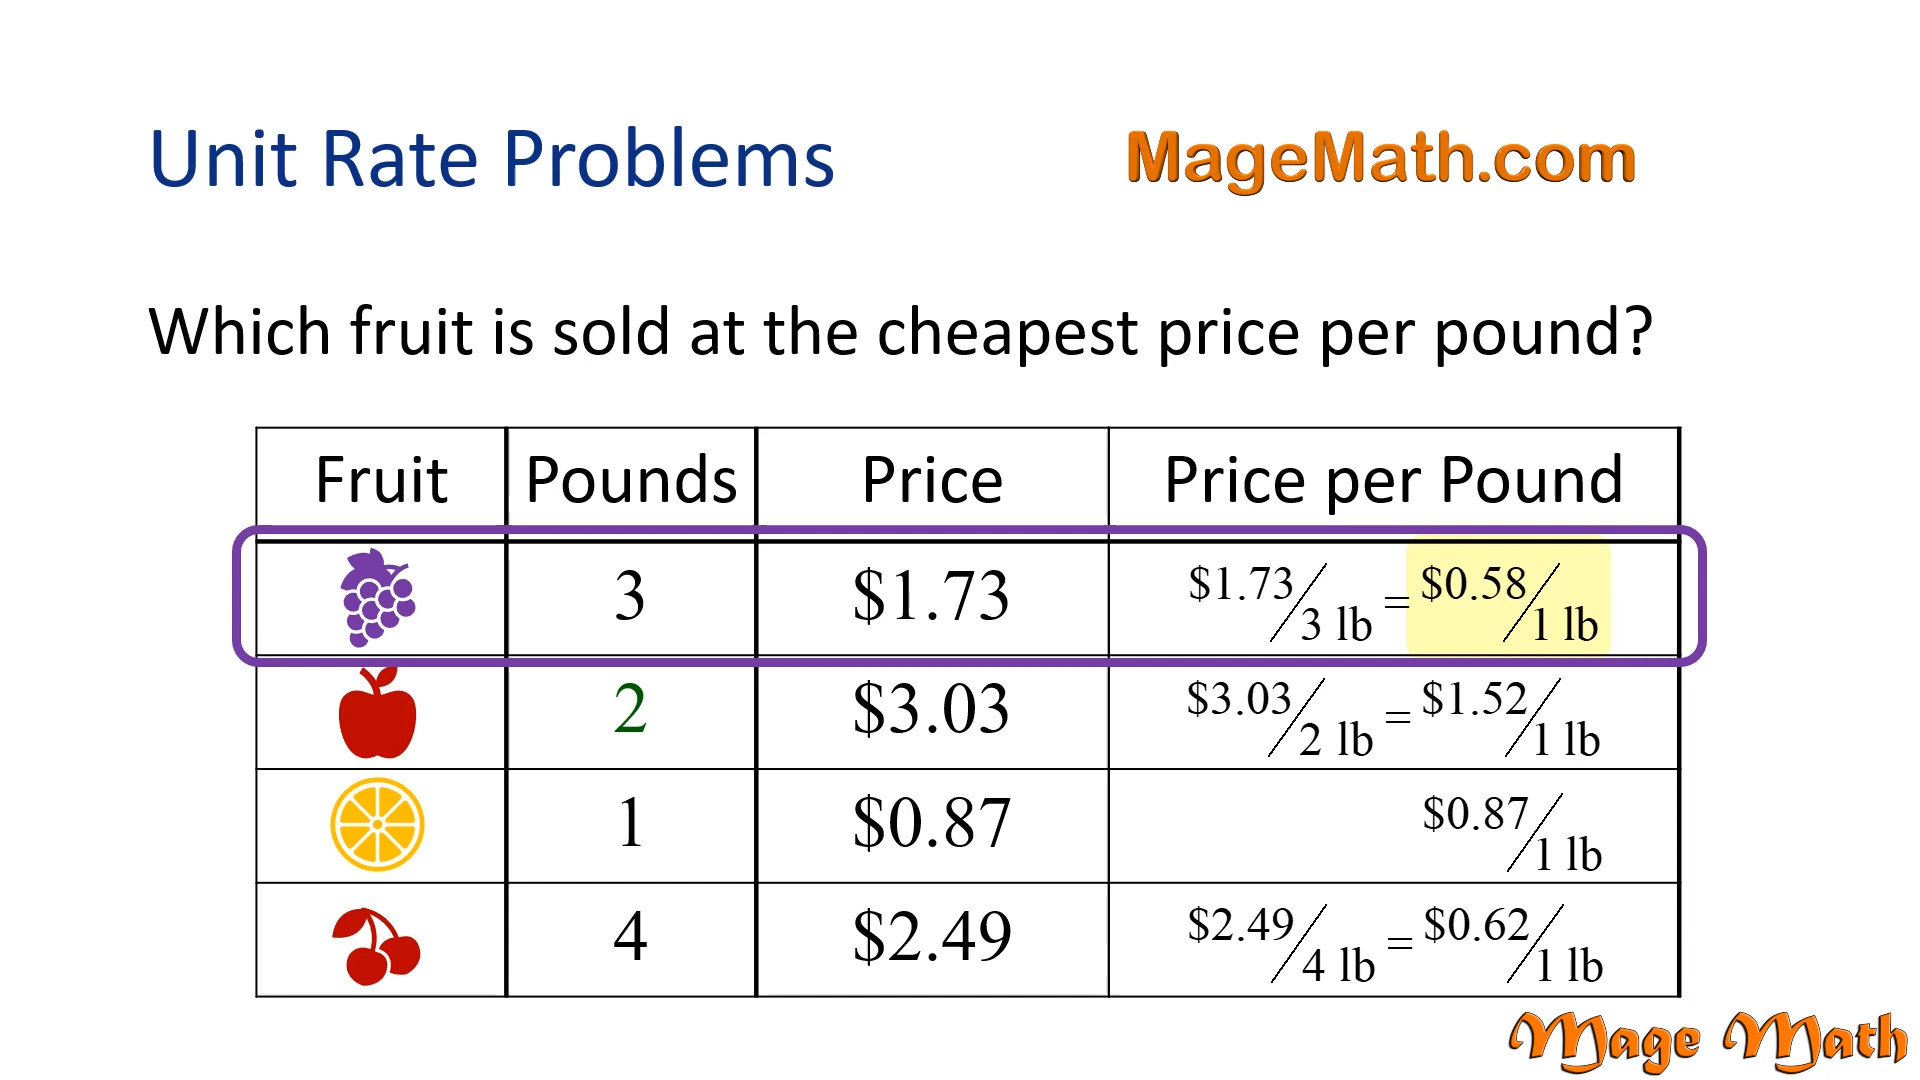 Unit Rate Problems
MageMath.com
Which fruit is sold at the cheapest price per pound?
Fruit Pounds Price Price per Pound
3 $1.73 $1.73/3 lb = $0.58/1 lb
2 $3.03 $3.03/2 lb = $1.52/1 lb
1 $0.87 $0.87/1 lb
4 $2.49 $2.49/4 lb = $0.62/1 lb
Mage Math